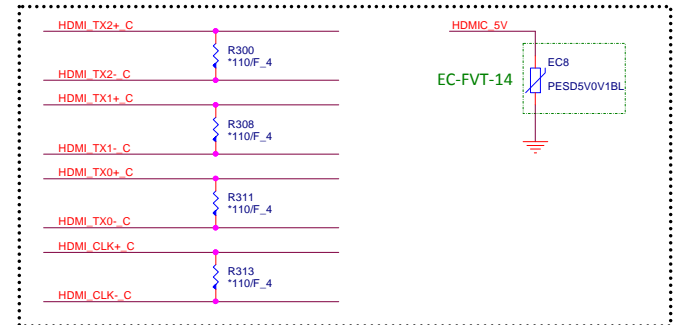 HDMI_TX2+_C
R300
*110/F_4
HDMI_TX2-_C
HDMI_TX1+_C
R308
*110/F_4
HDMI_TX1-_C
HDMI_TX0+_C
R311
*110/F_4
HDMI_TX0-_C
HDMI_CLK+_C
R313
*110/F_4
HDMI_CLK-_C
HDMIC_5V
EC8
EC-FVT-14
PESD5V0V1BL